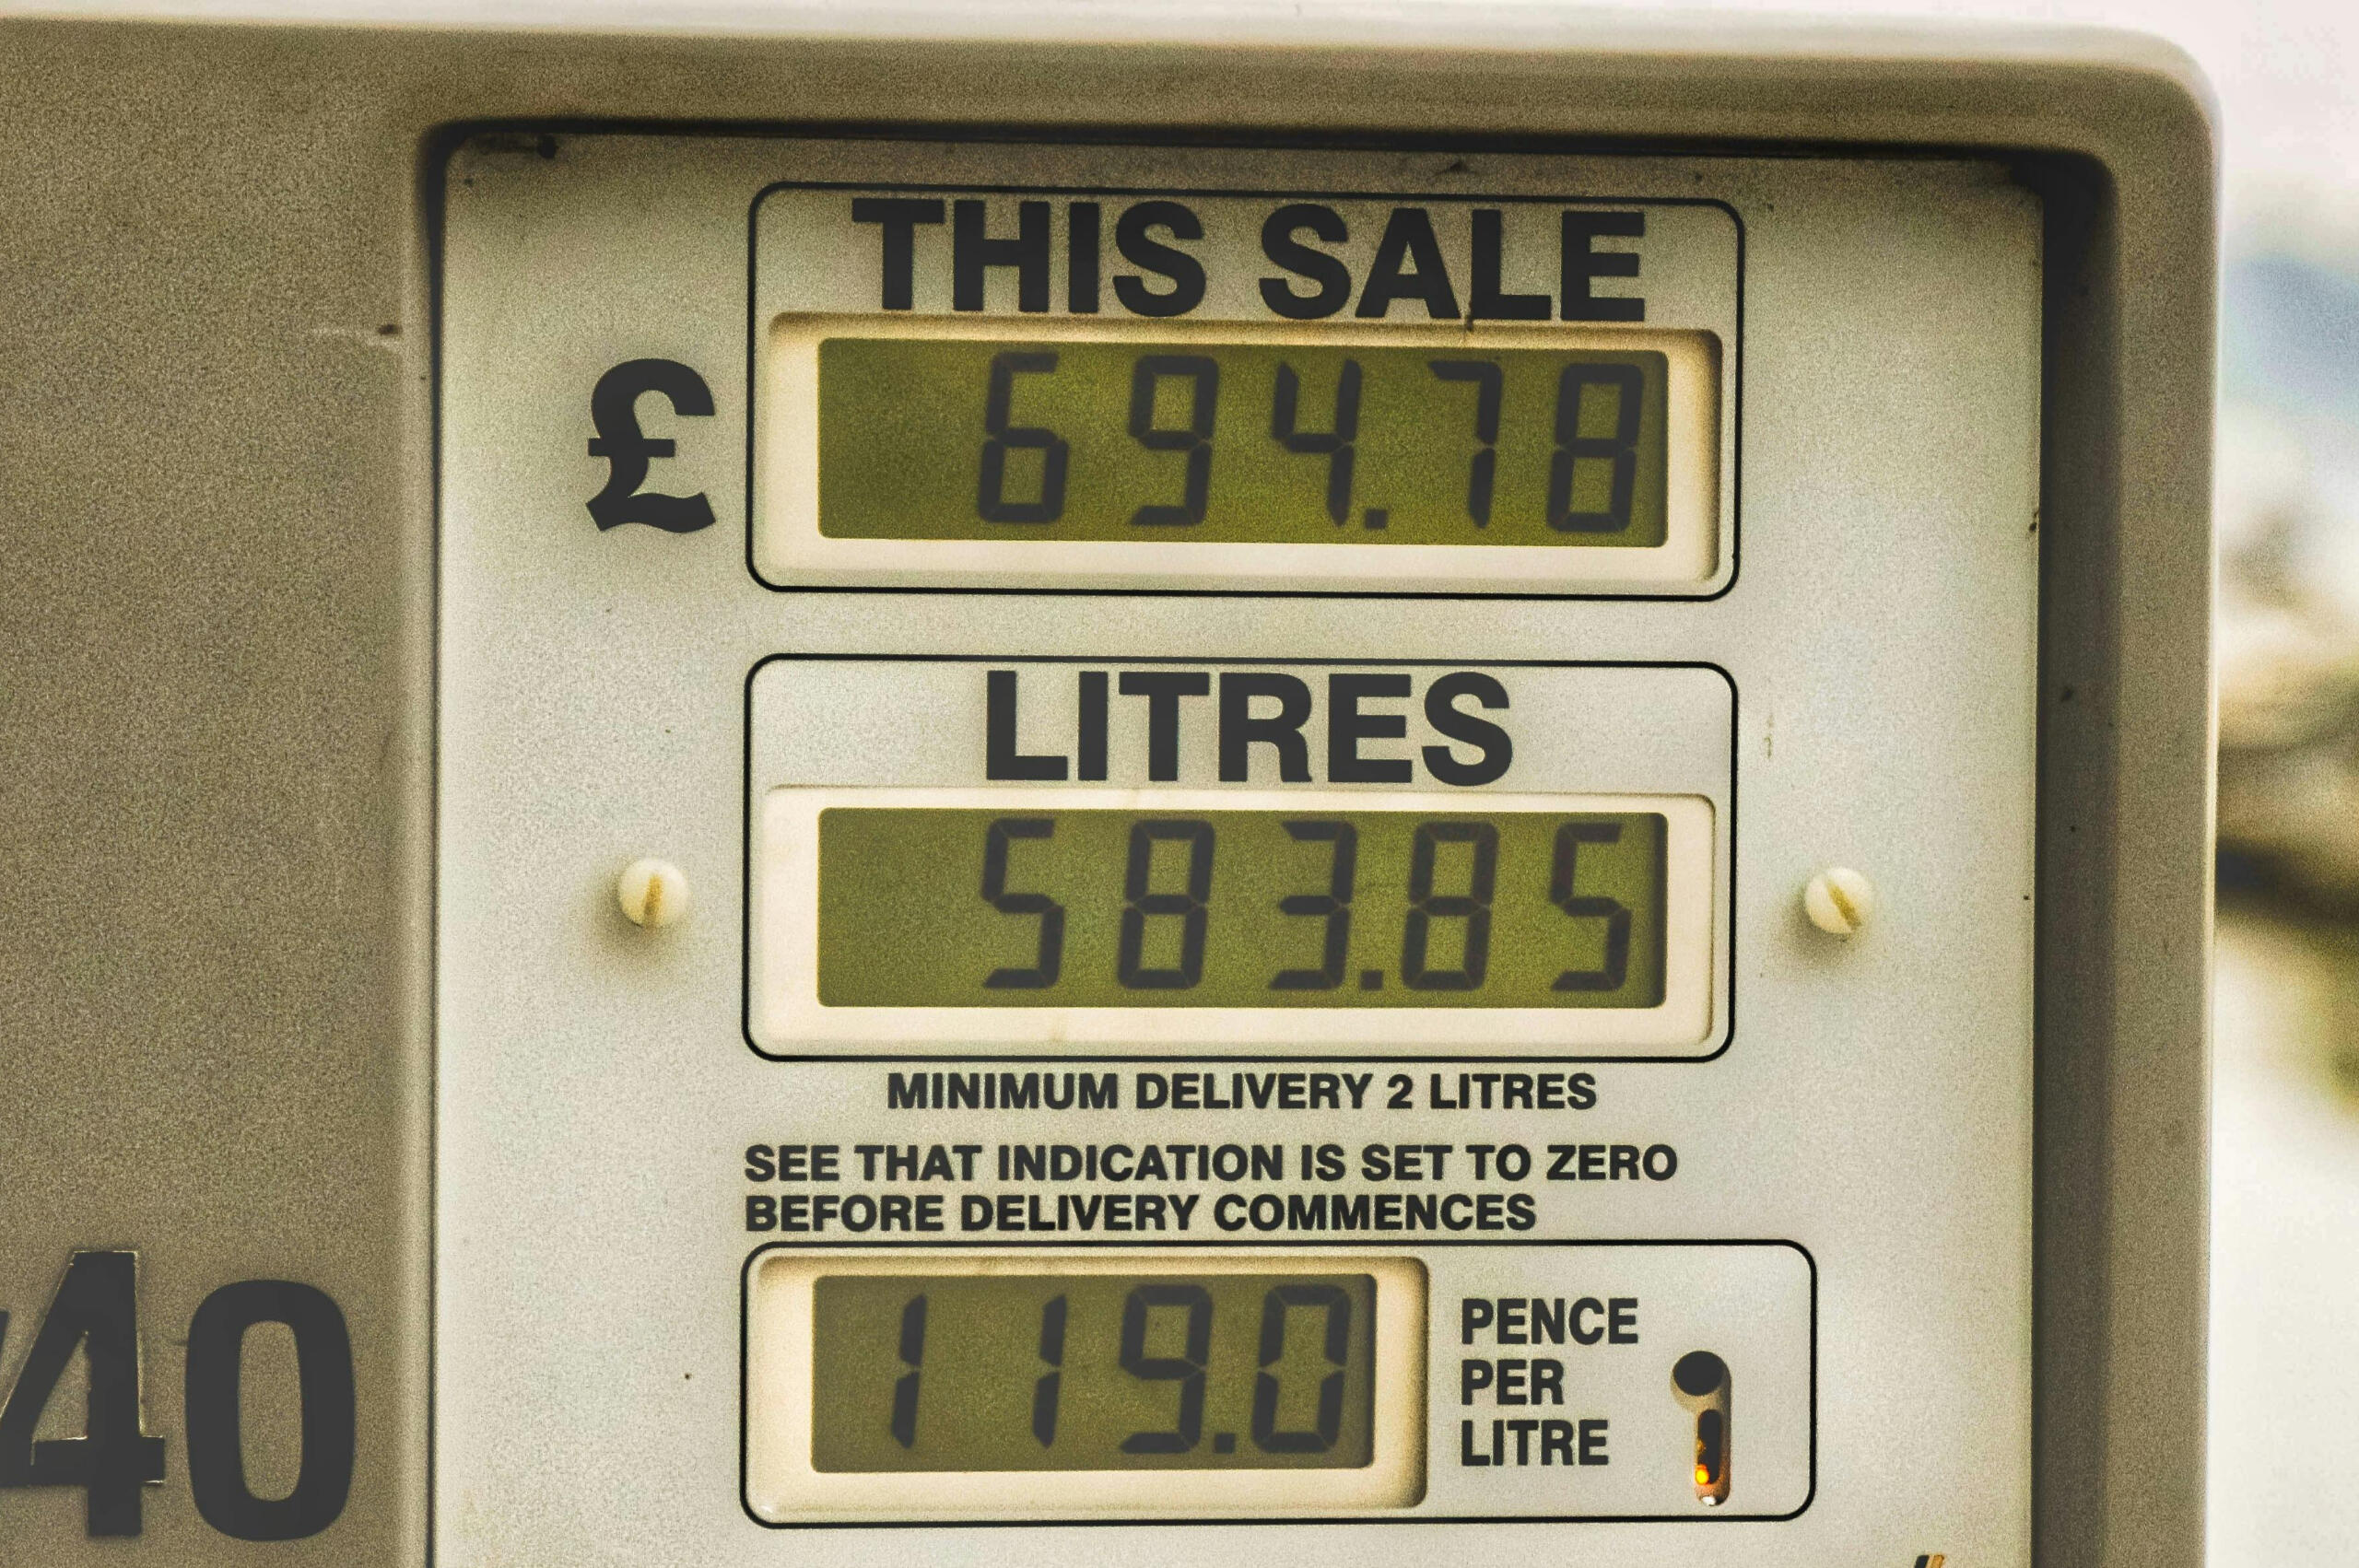 THIS SALE
£ 694.78
LITRES
583.85
MINIMUM DELIVERY 2 LITRES
SEE THAT INDICATION IS SET TO ZERO
BEFORE DELIVERY COMMENCES
119.0
PENCE
PER
LITRE
40